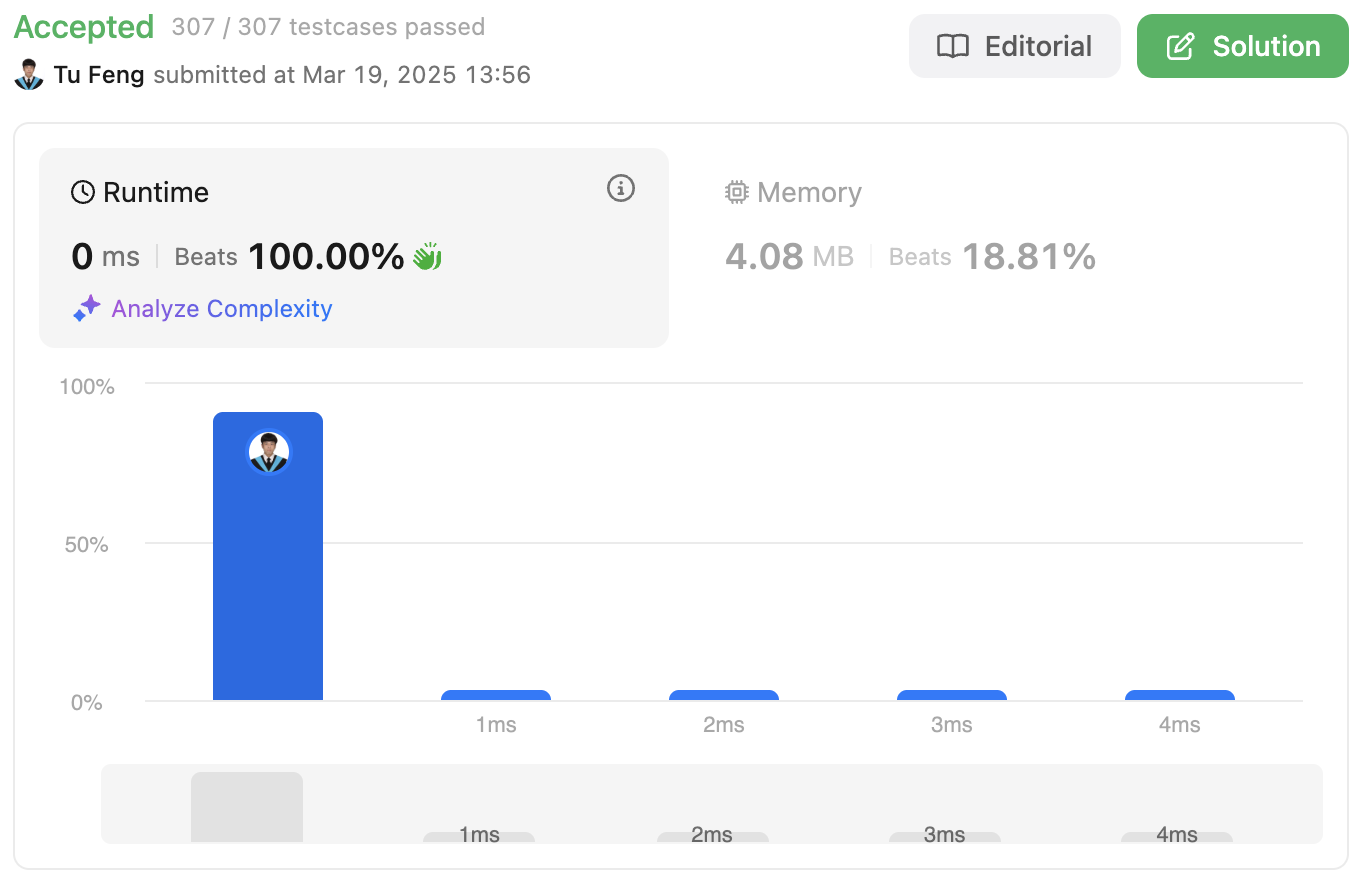 Accepted 307 / 307 testcases passed
Editorial
Solution
Tu Feng submitted at Mar 19, 2025 13:56
Runtime
0 ms Beats 100.00%
Analyze Complexity
Memory
4.08 MB Beats 18.81%
100%
50%
0%
1ms 2ms 3ms 4ms
1ms 2ms 3ms 4ms